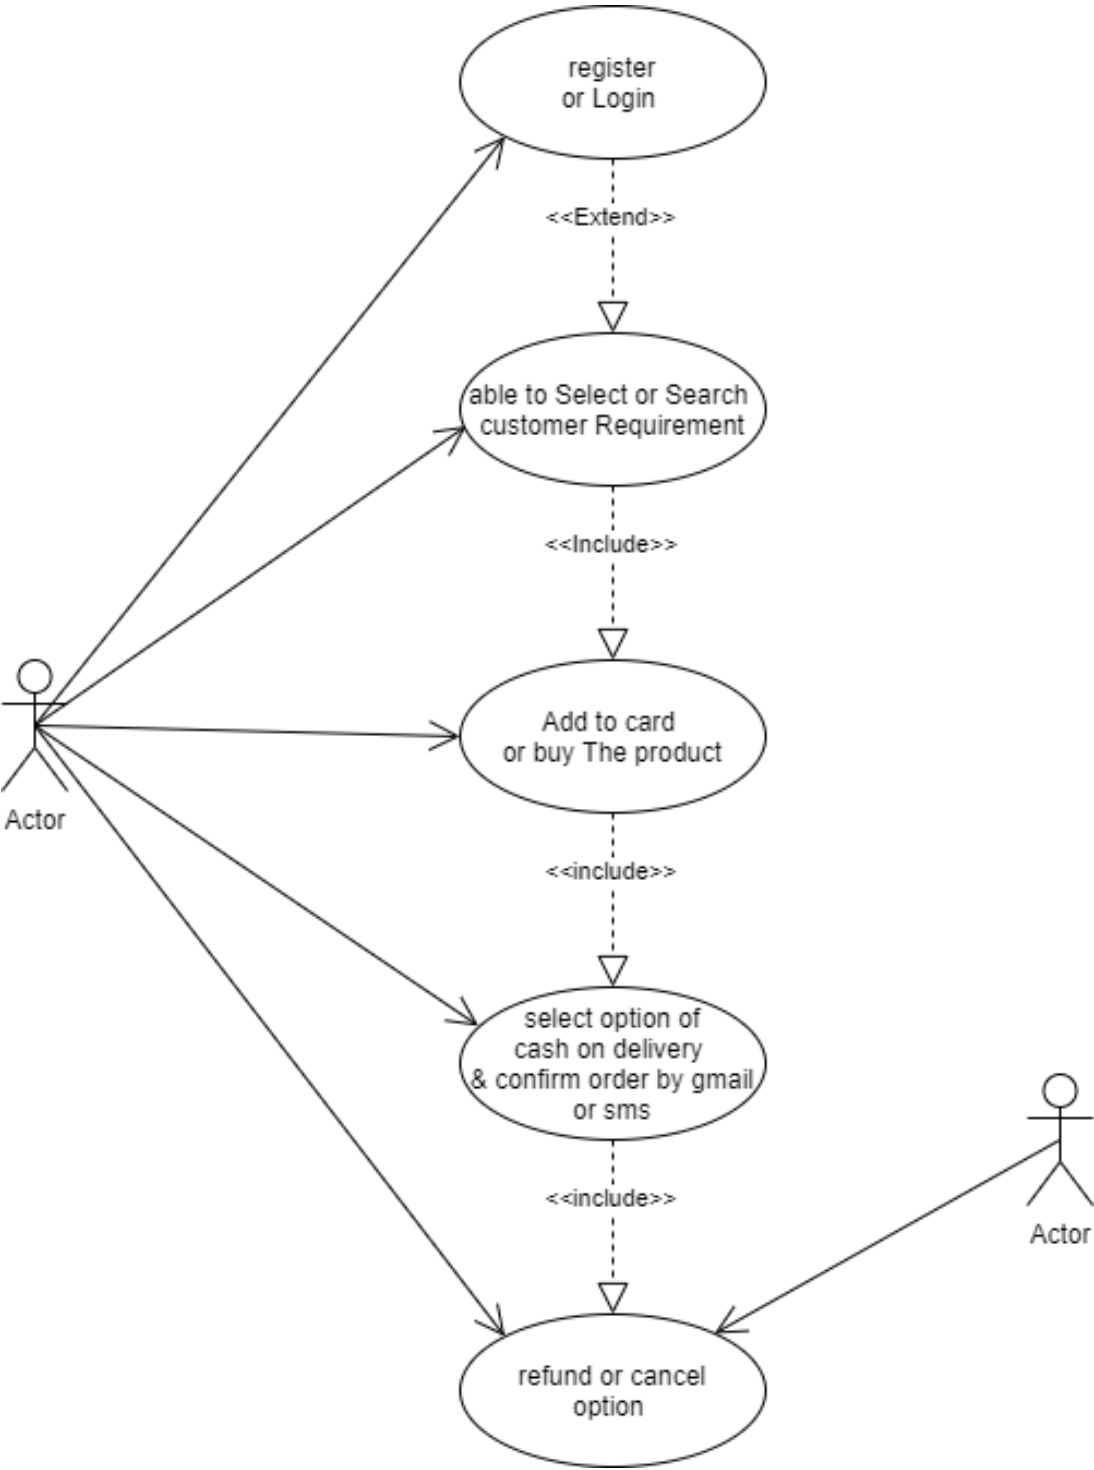 register
or Login
<<Extend>>
able to Select or Search
customer Requirement
<<Include>>
Add to card
or buy The product
Actor
<<include>>
select option of
cash on delivery
& confirm order by gmail
or sms
<<include>>
Actor
refund or cancel
option